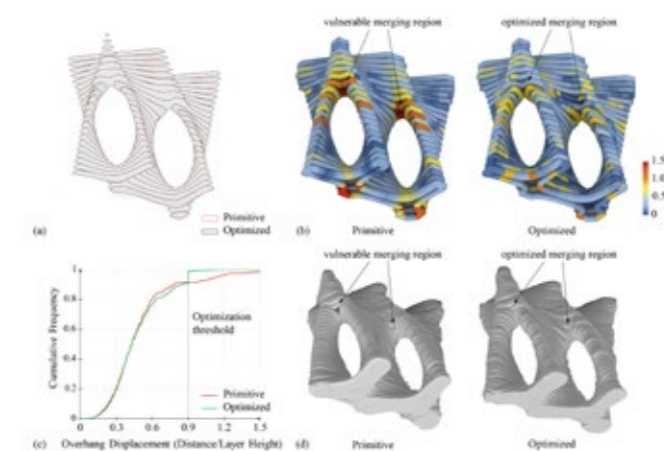 Primitive
Optimized
(a)
vulnerable merging region
optimized merging region
1.5
1.0
0.5
0
(b)
Primitive
Optimized
1
0.8
0.6
0.4
0.2
0
Cumulative Frequency
Optimization
threshold
Primitive
Optimized
0
0.3
0.6
0.9
1.2
1.5
(c)
Overhang Displacement (Distance/Layer Height)
vulnerable merging region
optimized merging region
(d)
Primitive
Optimized